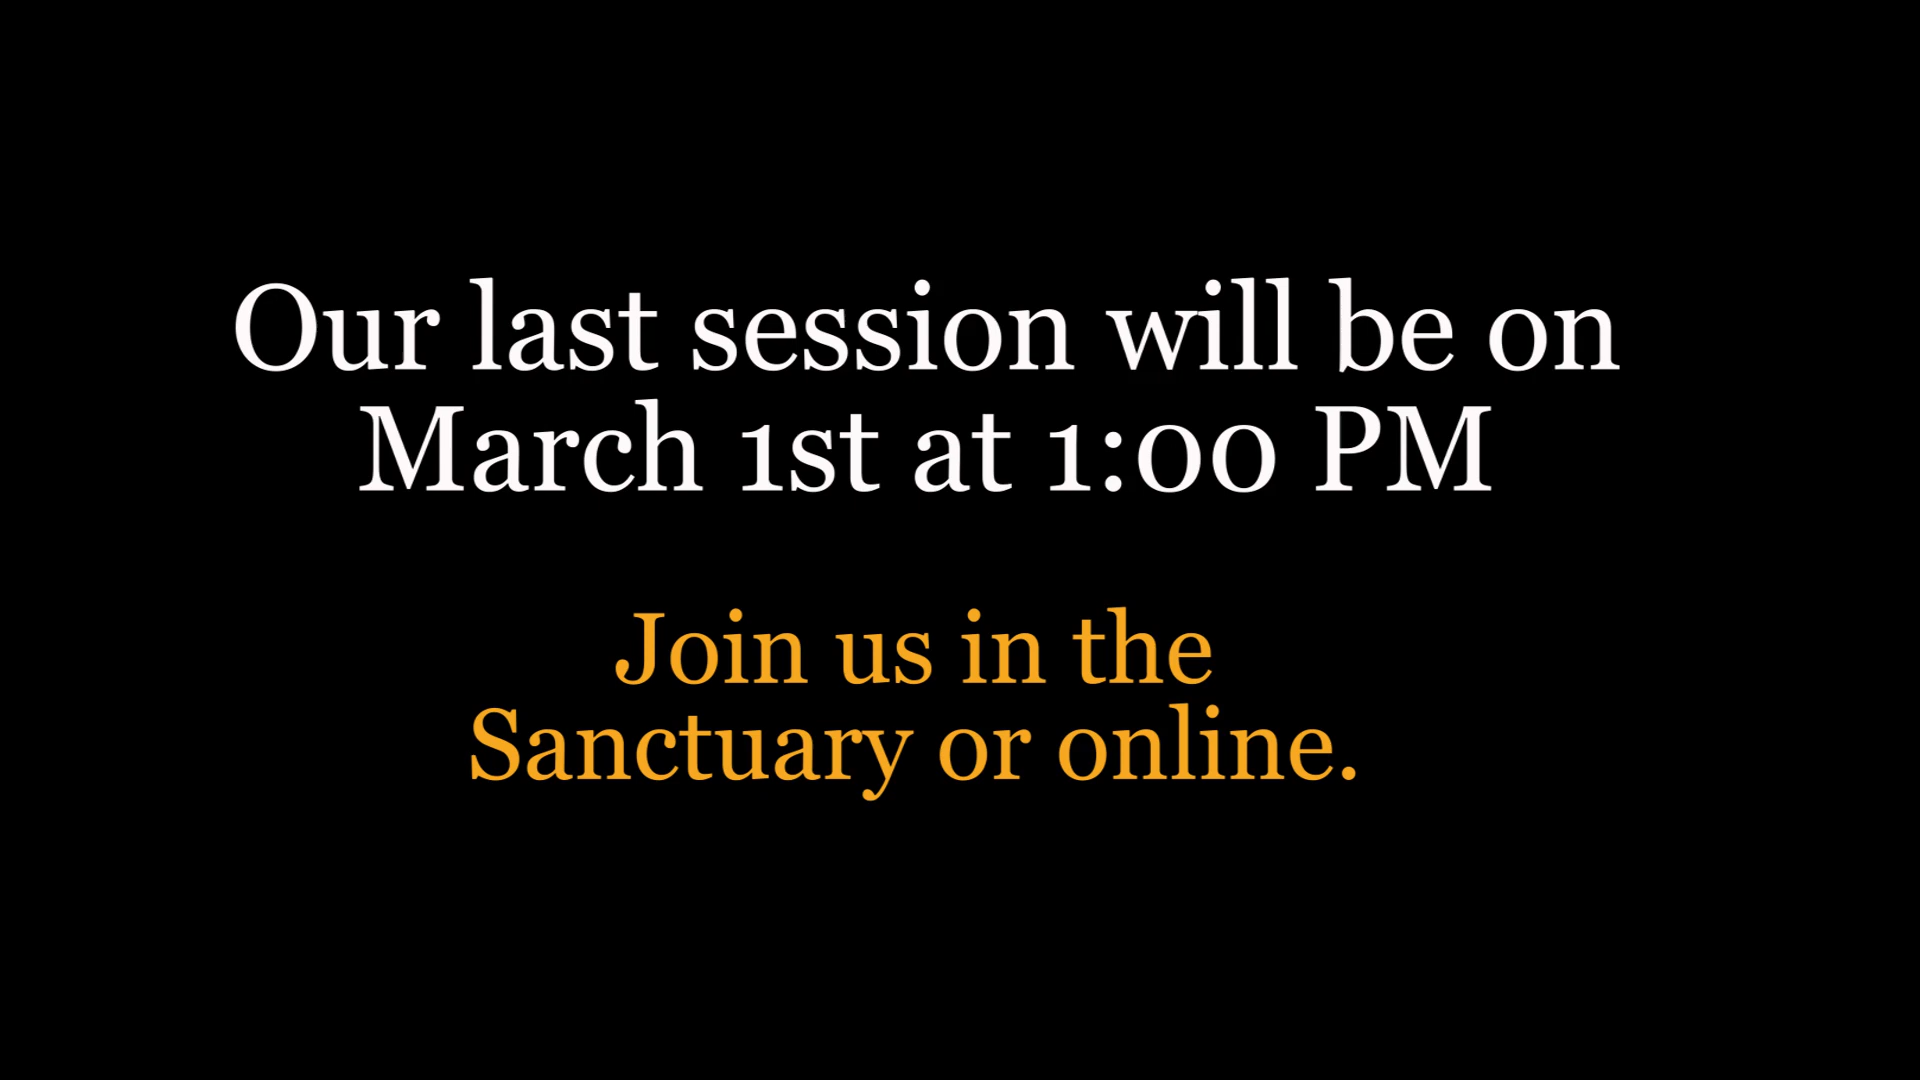 Our last session will be on
March 1st at 1:00 PM
Join us in the
Sanctuary or online.